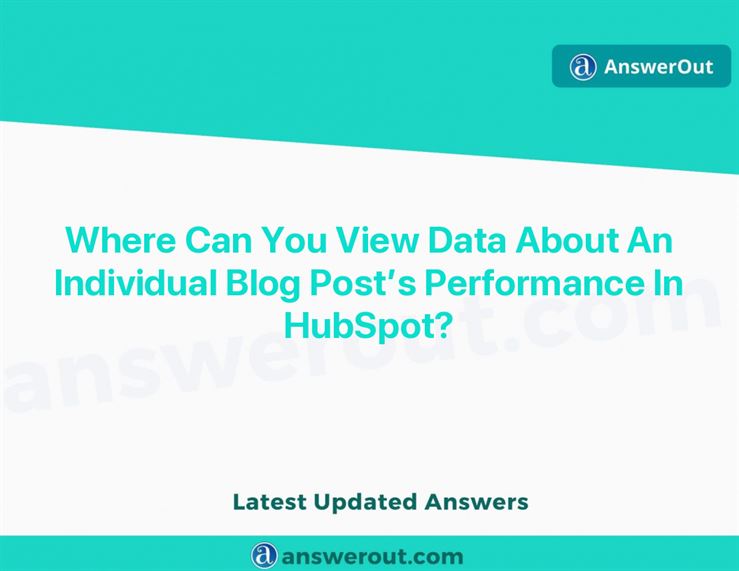 AnswerOut
Where Can You View Data About An
Individual Blog Post’s Performance In
HubSpot?
answerout.com
Latest Updated Answers
answerout.com